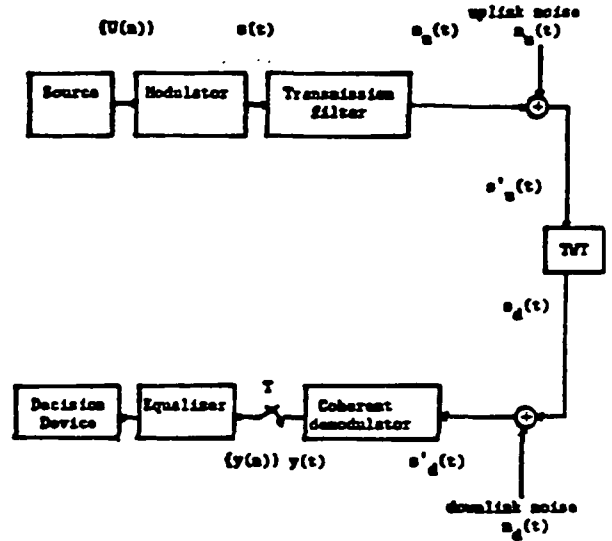 uplink noise
{U(n)} s(t) s_u(t) n_u(t)
Source Modulator Transmission
filter
+
s'_u(t)
TWT
s_d(t)
T
Decision Equalizer Coherent
Device demodulator
+
{y(n)} y(t) s'_d(t)
downlink noise
n_d(t)